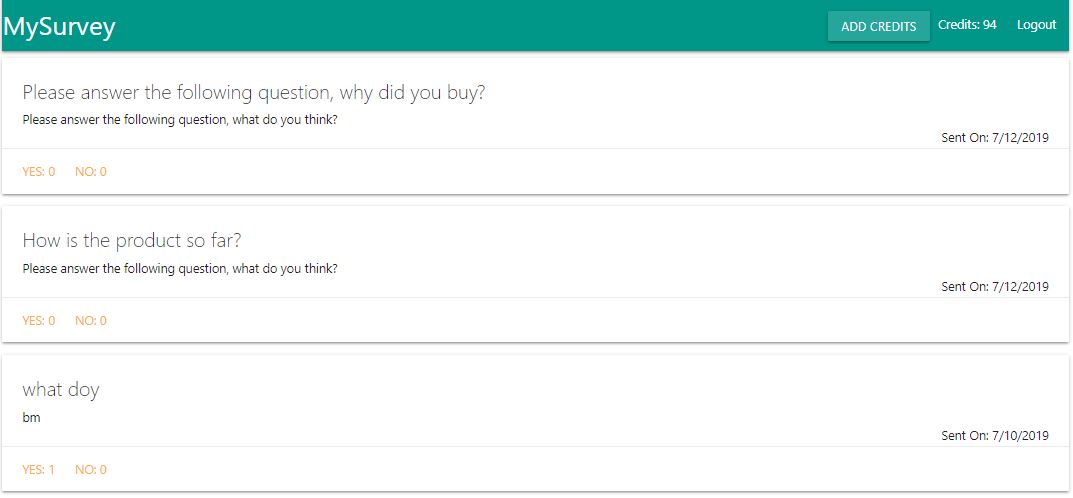 MySurvey
ADD CREDITS Credits: 94 Logout
Please answer the following question, why did you buy?
Please answer the following question, what do you think?
Sent On: 7/12/2019
YES: 0 NO: 0
How is the product so far?
Please answer the following question, what do you think?
Sent On: 7/12/2019
YES: 0 NO: 0
what doy
bm
Sent On: 7/10/2019
YES: 1 NO: 0